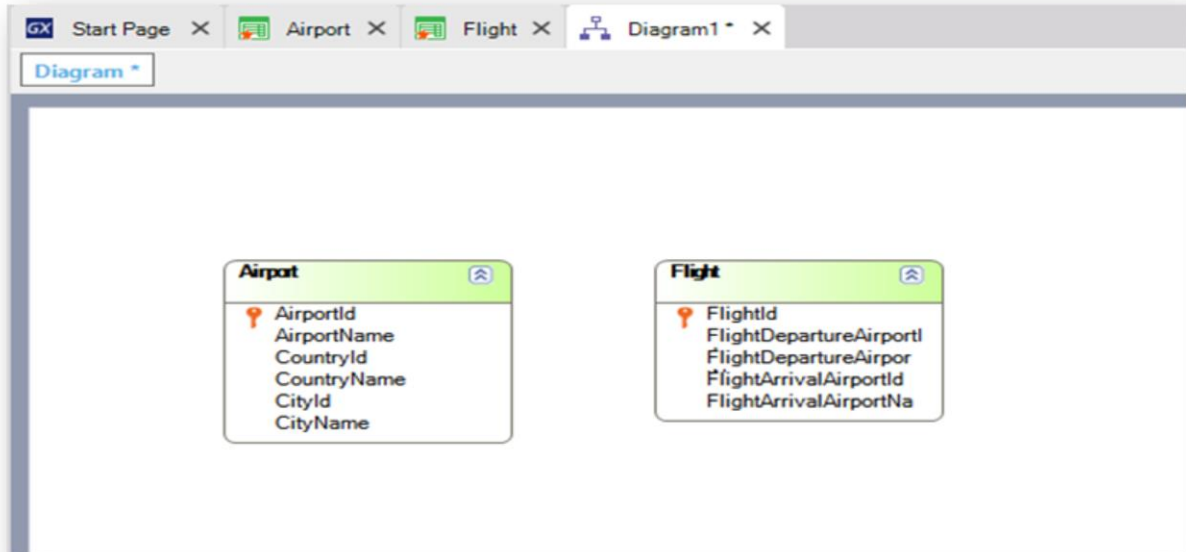 GX Start Page Airport Flight Diagram1 *
Diagram *
Airport
AirportId
AirportName
CountryId
CountryName
CityId
CityName
Flight
FlightId
FlightDepartureAirportI
FlightDepartureAirpor
FlightArrivalAirportId
FlightArrivalAirportNa